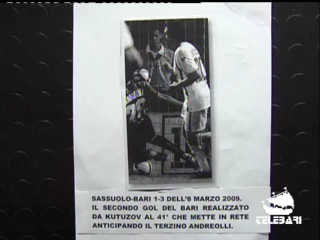 SASSUOLO-BARI 1-3 DELL'8 MARZO 2009.
IL SECONDO GOL DEL BARI REALIZZATO
DA KUTUZOV AL 41° CHE METTE IN RETE
ANTICIPANDO IL TERZINO ANDREOLLI.
TELEBARI